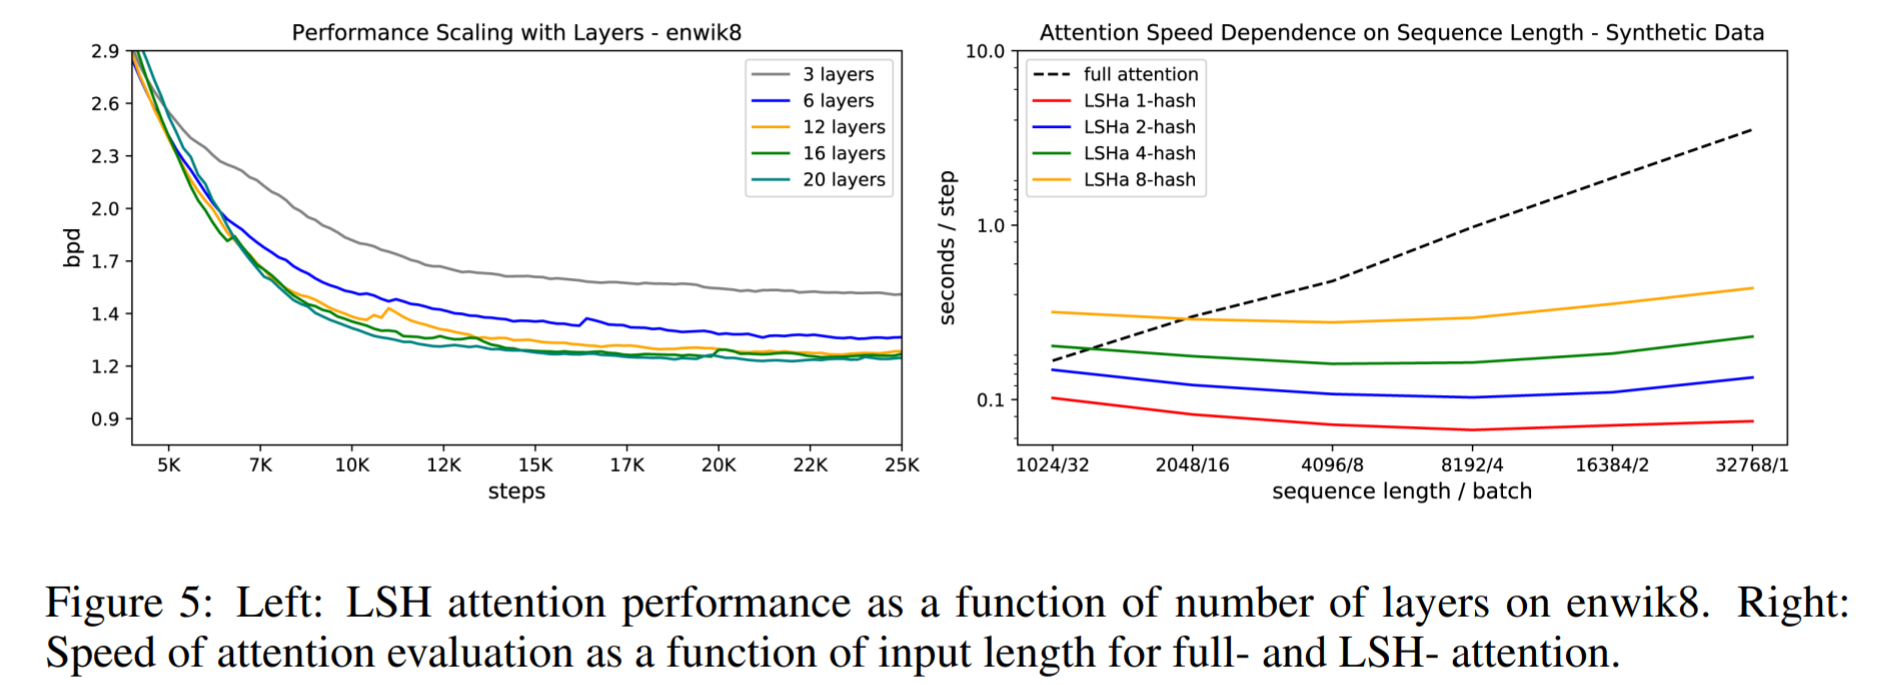 Performance Scaling with Layers - enwik8
2.9
2.6
2.3
2.0
1.7
1.4
1.2
0.9
bpd
3 layers
6 layers
12 layers
16 layers
20 layers
5K 7K 10K 12K 15K 17K 20K 22K 25K
steps
Attention Speed Dependence on Sequence Length - Synthetic Data
10.0
1.0
0.1
seconds / step
full attention
LSHa 1-hash
LSHa 2-hash
LSHa 4-hash
LSHa 8-hash
1024/32 2048/16 4096/8 8192/4 16384/2 32768/1
sequence length / batch
Figure 5: Left: LSH attention performance as a function of number of layers on enwik8. Right:
Speed of attention evaluation as a function of input length for full- and LSH- attention.